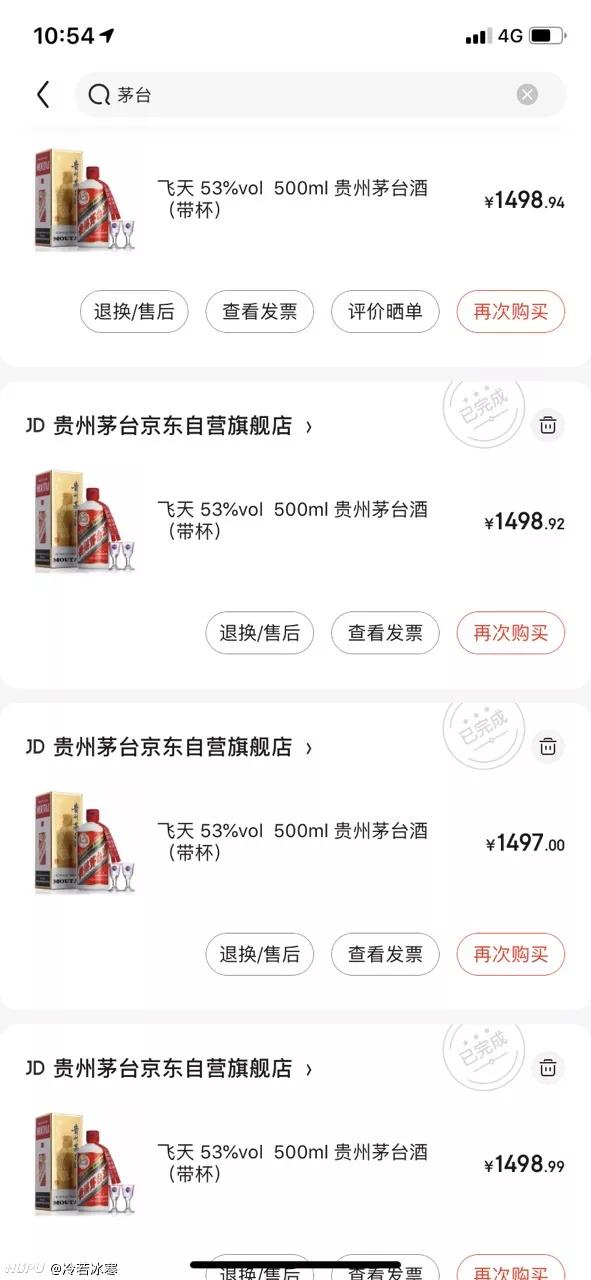 10:54
4G
茅台
飞天 53%vol 500ml 贵州茅台酒
（带杯）
¥1498.94
退换/售后
查看发票
评价晒单
再次购买
JD 贵州茅台京东自营旗舰店 ›
已完成
飞天 53%vol 500ml 贵州茅台酒
（带杯）
¥1498.92
退换/售后
查看发票
再次购买
JD 贵州茅台京东自营旗舰店 ›
已完成
飞天 53%vol 500ml 贵州茅台酒
（带杯）
¥1497.00
退换/售后
查看发票
再次购买
JD 贵州茅台京东自营旗舰店 ›
已完成
飞天 53%vol 500ml 贵州茅台酒
（带杯）
¥1498.99
退换/售后
查看发票
再次购买
HUPU @冷若冰寒